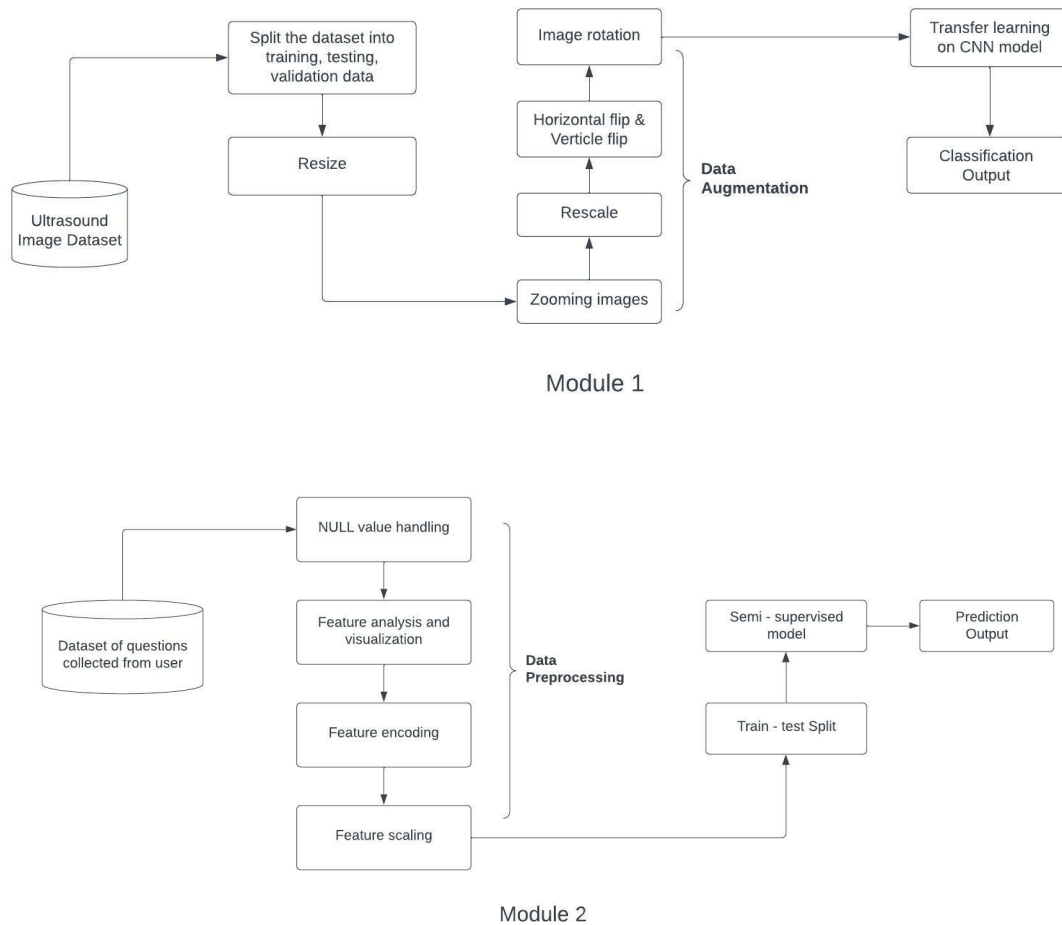 Split the dataset into
training, testing,
validation data
Resize
Ultrasound
Image Dataset
Image rotation
Horizontal flip &
Verticle flip
Rescale
Zooming images
Data
Augmentation
Transfer learning
on CNN model
Classification
Output
Module 1
NULL value handling
Feature analysis and
visualization
Feature encoding
Feature scaling
Dataset of questions
collected from user
Data
Preprocessing
Semi - supervised
model
Prediction
Output
Train - test Split
Module 2